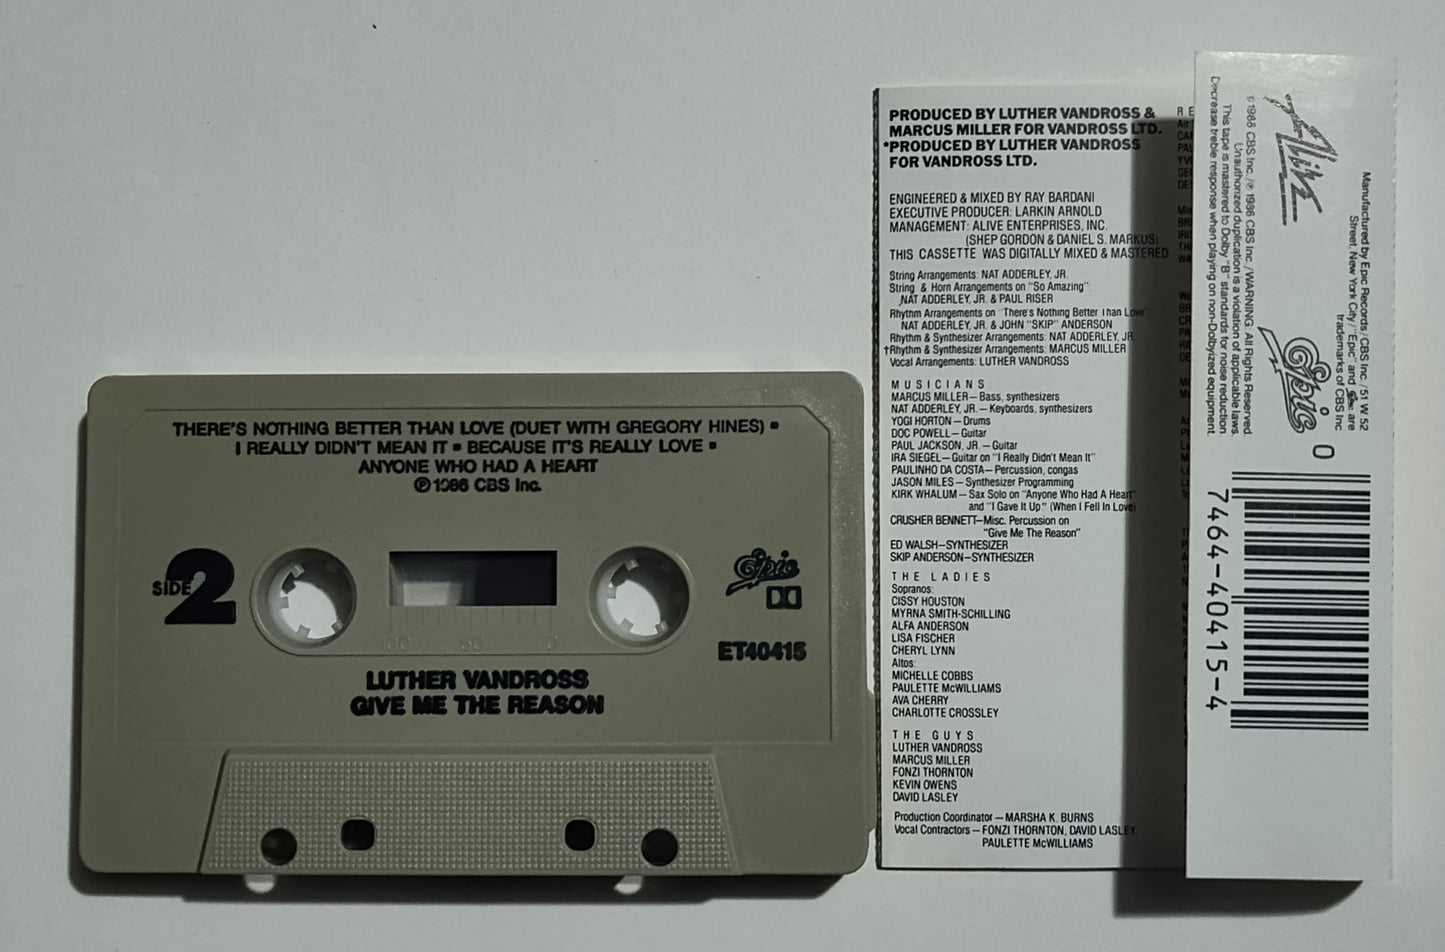 THERE'S NOTHING BETTER THAN LOVE (DUET WITH GREGORY HINES) ▪
I REALLY DIDN'T MEAN IT ▪ BECAUSE IT'S REALLY LOVE ▪
ANYONE WHO HAD A HEART
℗ 1986 CBS Inc.
SIDE 2
Epic
100 50 0
ET40415
LUTHER VANDROSS
GIVE ME THE REASON
PRODUCED BY LUTHER VANDROSS &
MARCUS MILLER FOR VANDROSS LTD.
*PRODUCED BY LUTHER VANDROSS
FOR VANDROSS LTD.
ENGINEERED & MIXED BY RAY BARDANI
EXECUTIVE PRODUCER: LARKIN ARNOLD
MANAGEMENT: ALIVE ENTERPRISES, INC.
(SHEP GORDON & DANIEL S. MARKUS)
THIS CASSETTE WAS DIGITALLY MIXED & MASTERED
String Arrangements: NAT ADDERLEY, JR.
String & Horn Arrangements on "So Amazing":
NAT ADDERLEY, JR. & PAUL RISER
Rhythm Arrangements on "There's Nothing Better Than Love"
NAT ADDERLEY, JR. & JOHN "SKIP" ANDERSON
Rhythm & Synthesizer Arrangements: NAT ADDERLEY, JR.
†Rhythm & Synthesizer Arrangements: MARCUS MILLER
Vocal Arrangements: LUTHER VANDROSS
MUSICIANS:
MARCUS MILLER—Bass, synthesizers
NAT ADDERLEY, JR.—Keyboards, synthesizers
YOGI HORTON—Drums
DOC POWELL—Guitar
PAUL JACKSON, JR.—Guitar
IRA SIEGEL—Guitar on "I Really Didn't Mean It"
PAULINHO DA COSTA—Percussion, congas
JASON MILES—Synthesizer Programming
KIRK WHALUM—Sax Solo on "Anyone Who Had A Heart"
and "I Gave It Up" (When I Fell In Love)
CRUSHER BENNETT—Misc. Percussion on
"Give Me The Reason"
ED WALSH—SYNTHESIZER
SKIP ANDERSON—SYNTHESIZER
THE LADIES
Sopranos:
CISSY HOUSTON
MYRNA SMITH-SCHILLING
ALFA ANDERSON
LISA FISCHER
CHERYL LYNN
Altos:
MICHELLE COBBS
PAULETTE McWILLIAMS
AVA CHERRY
CHARLOTTE CROSSLEY
THE GUYS
LUTHER VANDROSS
MARCUS MILLER
FONZI THORNTON
KEVIN OWENS
DAVID LASLEY
Production Coordinator—MARSHA K. BURNS
Vocal Contractors—FONZI THORNTON, DAVID LASLEY,
PAULETTE McWILLIAMS
Alive
Manufactured by Epic Records/CBS Inc./51 W 52
Street, New York City/"Epic" and are
trademarks of CBS Inc
Epic
© 1986 CBS Inc./℗ 1986 CBS Inc./WARNING: All Rights Reserved.
Unauthorized duplication is a violation of applicable laws.
This tape is mastered to Dolby "B" standards for noise reduction.
Decrease treble response when playing on non-Dolbyized equipment.
0
7464-40415-4